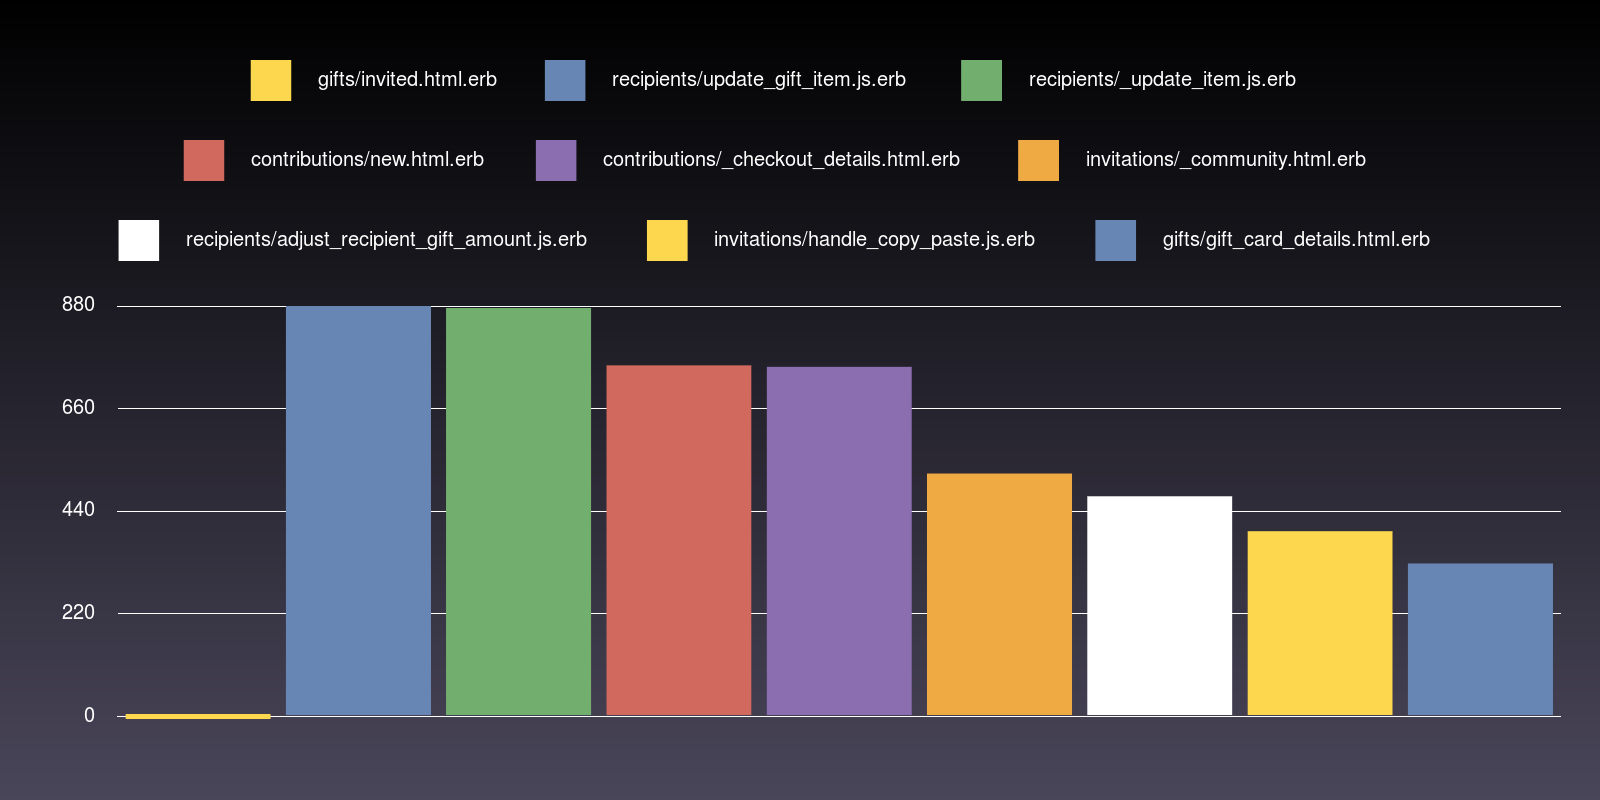 gifts/invited.html.erb recipients/update_gift_item.js.erb recipients/_update_item.js.erb
contributions/new.html.erb contributions/_checkout_details.html.erb invitations/_community.html.erb
recipients/adjust_recipient_gift_amount.js.erb invitations/handle_copy_paste.js.erb gifts/gift_card_details.html.erb
880
660
440
220
0